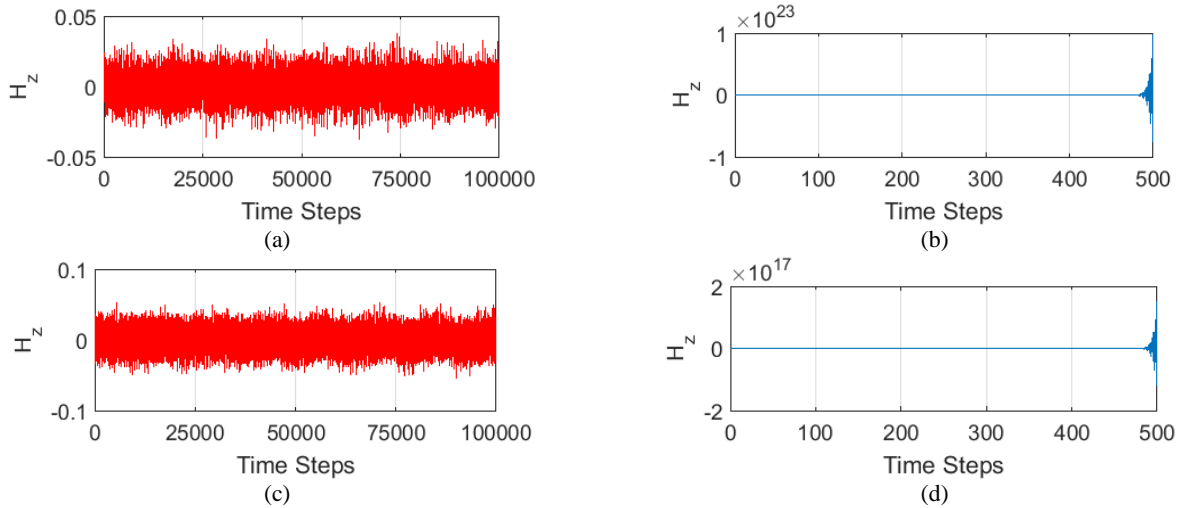 0.05
0
-0.05
H_z
0 25000 50000 75000 100000
Time Steps
(a)
×10^23
1
0
-1
H_z
0 100 200 300 400 500
Time Steps
(b)
0.1
0
-0.1
H_z
0 25000 50000 75000 100000
Time Steps
(c)
×10^17
2
0
-2
H_z
0 100 200 300 400 500
Time Steps
(d)